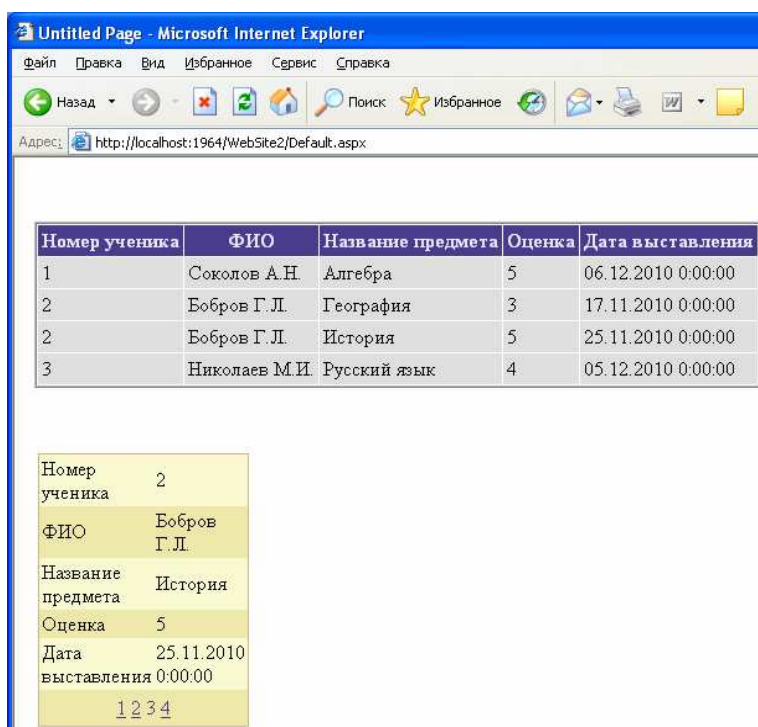 Untitled Page - Microsoft Internet Explorer
Файл Правка Вид Избранное Сервис Справка
Назад Поиск Избранное
Адрес: http://localhost:1964/WebSite2/Default.aspx
Номер ученика ФИО Название предмета Оценка Дата выставления
1 Соколов А.Н. Алгебра 5 06.12.2010 0:00:00
2 Бобров Г.Л. География 3 17.11.2010 0:00:00
2 Бобров Г.Л. История 5 25.11.2010 0:00:00
3 Николаев М.И. Русский язык 4 05.12.2010 0:00:00
Номер
ученика 2
ФИО Бобров
Г.Л.
Название
предмета История
Оценка 5
Дата 25.11.2010
выставления 0:00:00
1 2 3 4